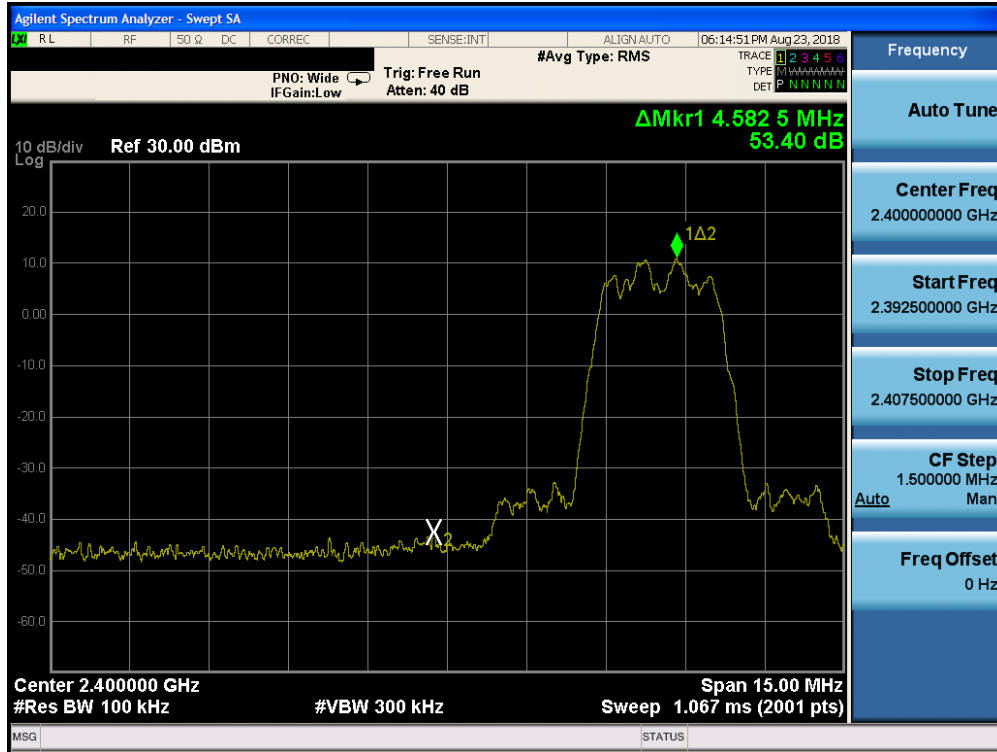 Agilent Spectrum Analyzer - Swept SA
LXI RL RF 50 Ω DC CORREC SENSE:INT ALIGN AUTO 06:14:51 PM Aug 23, 2018
#Avg Type: RMS
TRACE 1 2 3 4 5 6
TYPE M
DET P N N N N N
PNO: Wide
IFGain:Low
Trig: Free Run
Atten: 40 dB
ΔMkr1 4.582 5 MHz
53.40 dB
10 dB/div Ref 30.00 dBm
Log
20.0
10.0
0.00
-10.0
-20.0
-30.0
-40.0
-50.0
-60.0
1Δ2
X2
Center 2.400000 GHz Span 15.00 MHz
#Res BW 100 kHz #VBW 300 kHz Sweep 1.067 ms (2001 pts)
MSG STATUS
Frequency
Auto Tune
Center Freq
2.400000000 GHz
Start Freq
2.392500000 GHz
Stop Freq
2.407500000 GHz
CF Step
1.500000 MHz
Auto Man
Freq Offset
0 Hz